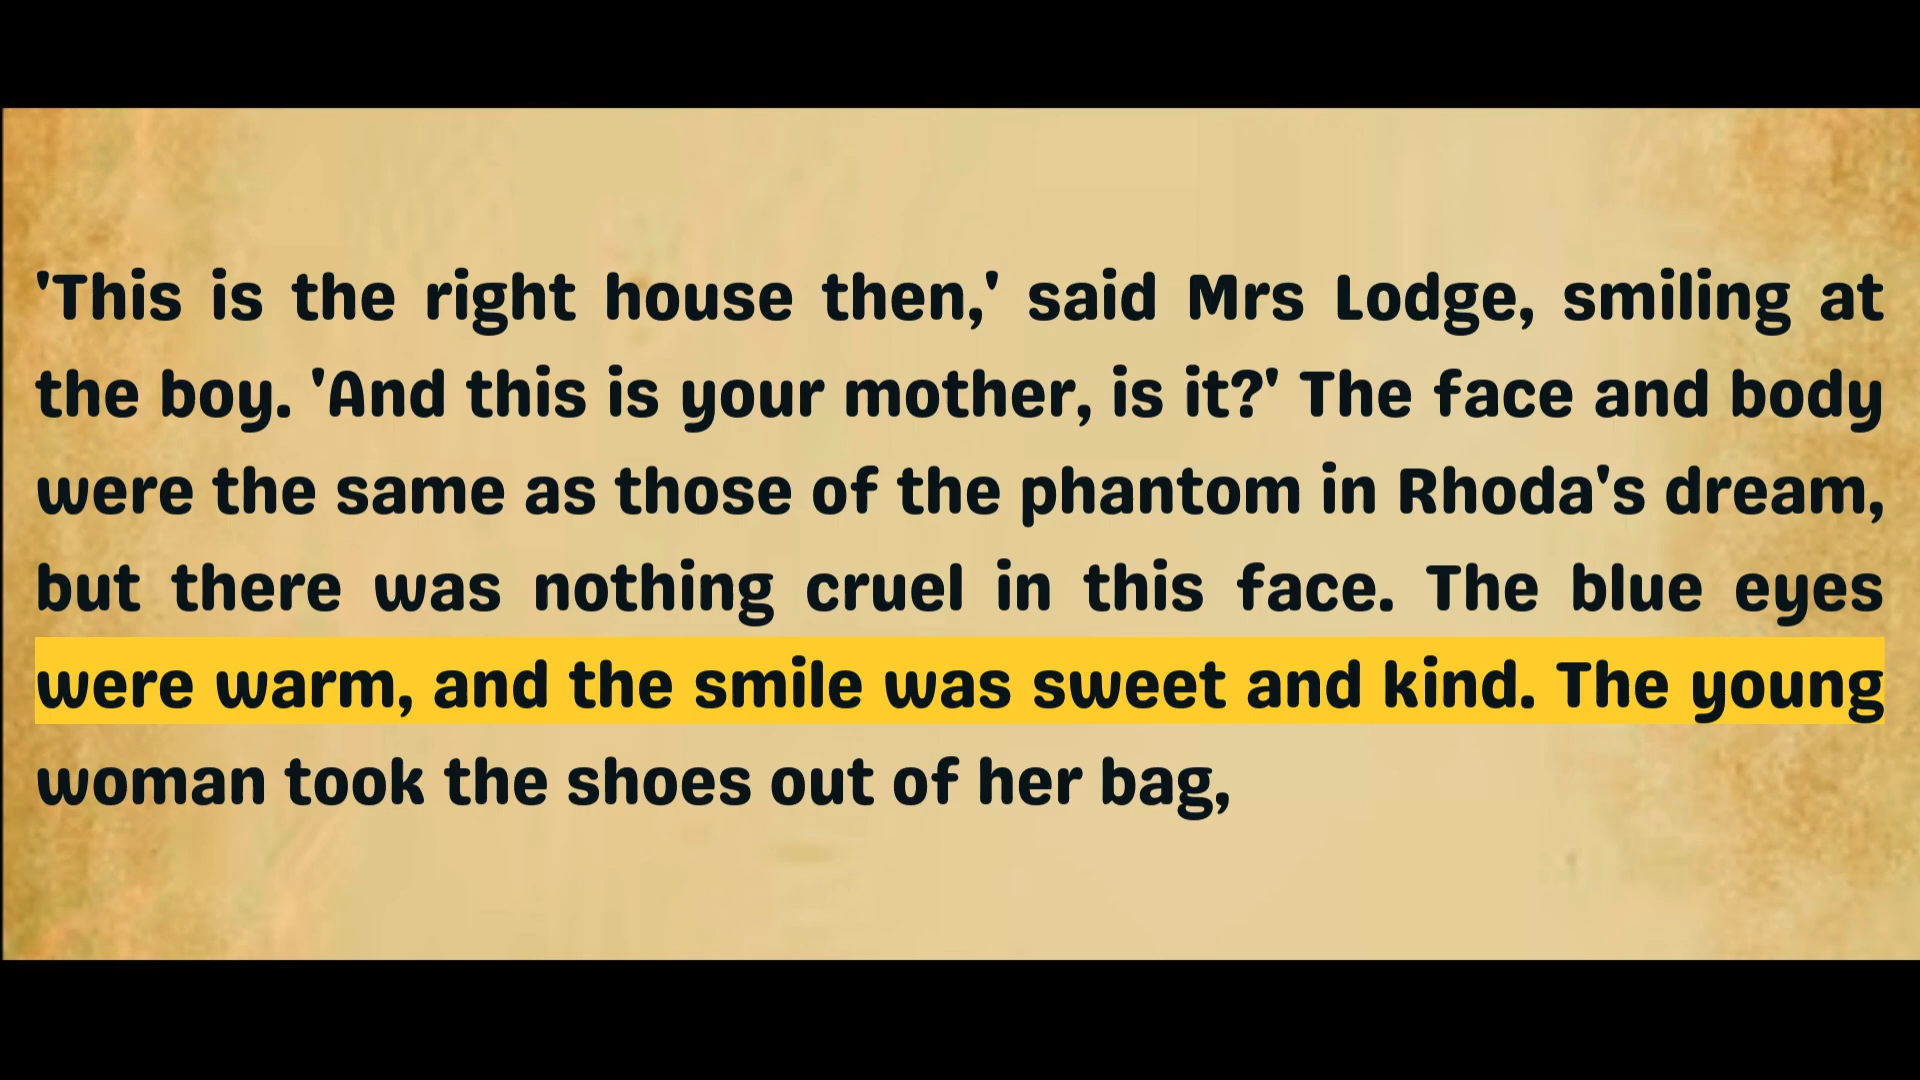 'This is the right house then,' said Mrs Lodge, smiling at
the boy. 'And this is your mother, is it?' The face and body
were the same as those of the phantom in Rhoda's dream,
but there was nothing cruel in this face. The blue eyes
were warm, and the smile was sweet and kind. The young
woman took the shoes out of her bag,